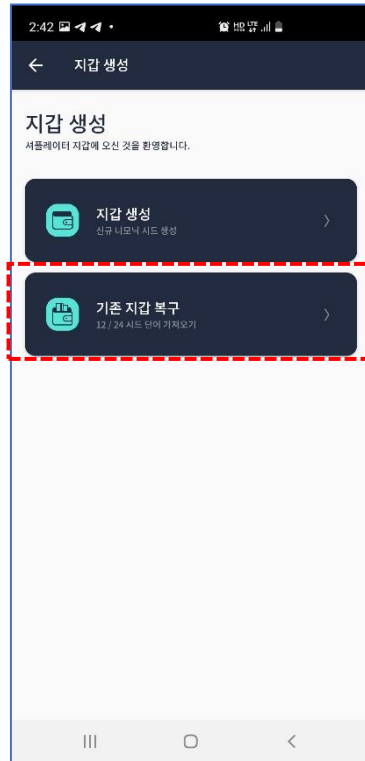 2:42
지갑 생성
지갑 생성
셔플레이터 지갑에 오신 것을 환영합니다.
지갑 생성
신규 니모닉 시드 생성
기존 지갑 복구
12 / 24 시드 단어 가져오기